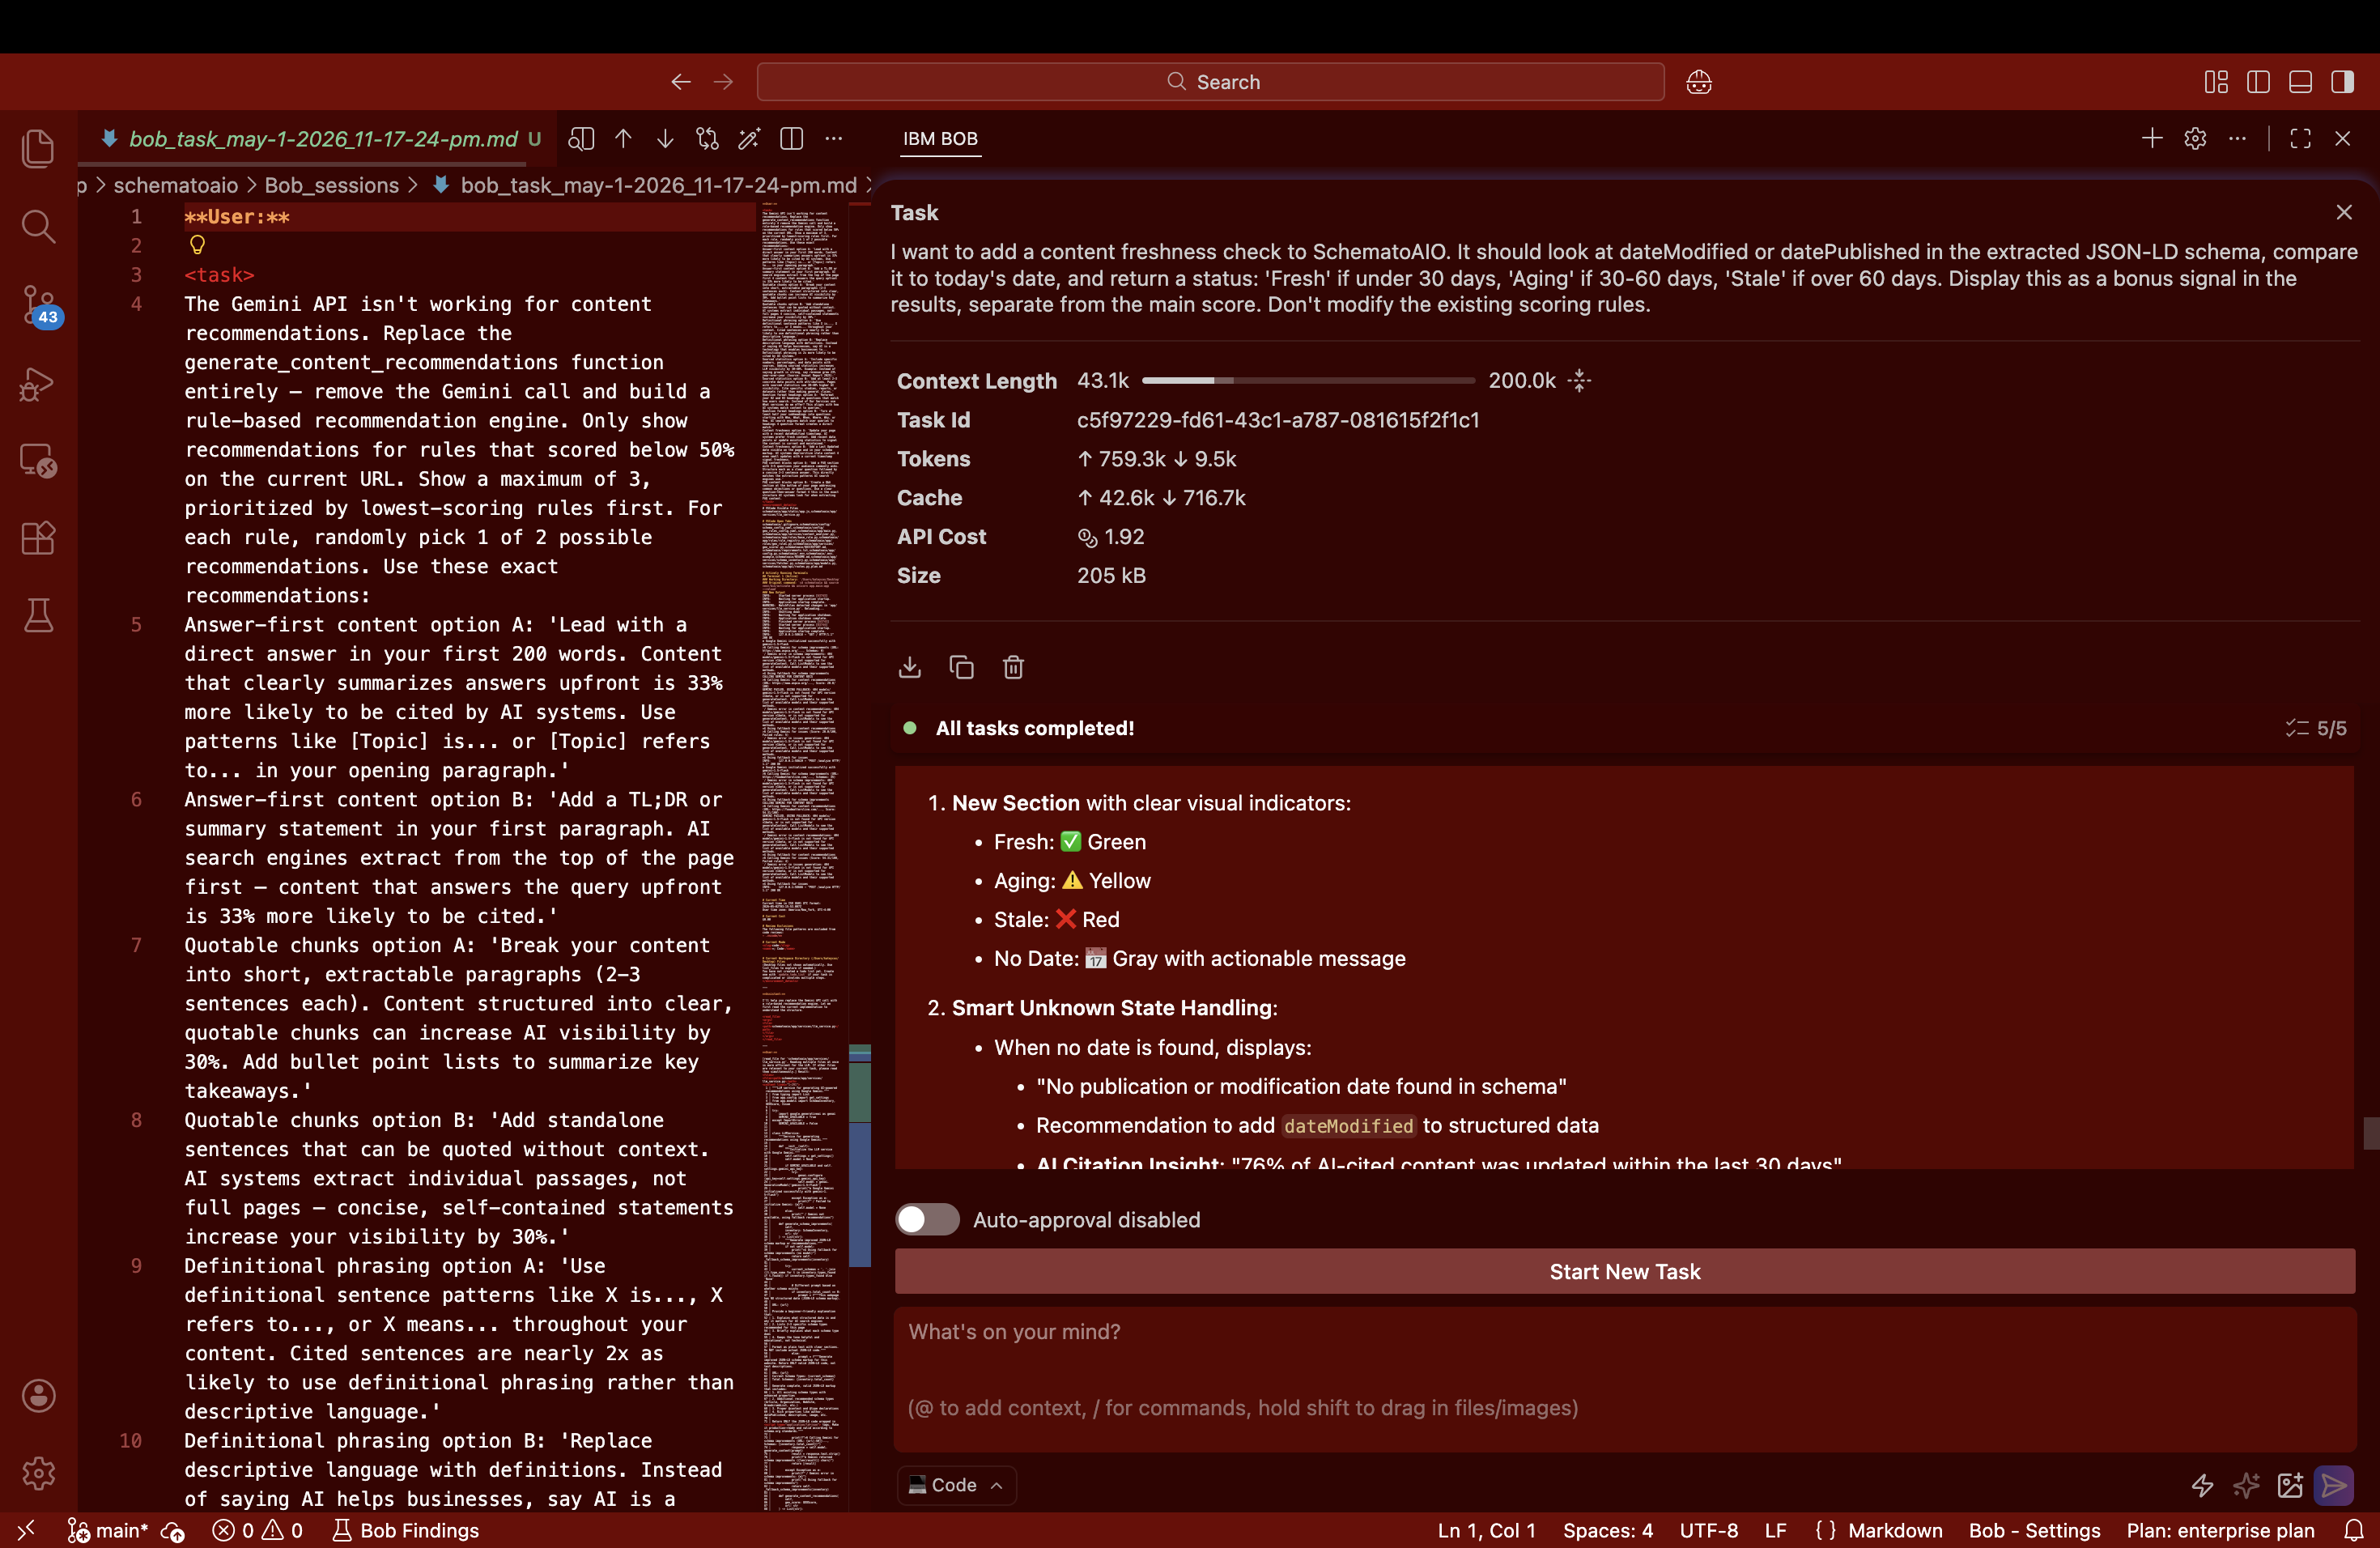 Search
bob_task_may-1-2026_11-17-24-pm.md U
IBM BOB
p > schematoaio > Bob_sessions > bob_task_may-1-2026_11-17-24-pm.md >
43
1 **User:**
2
3 <task>
4 The Gemini API isn't working for content
recommendations. Replace the
generate_content_recommendations function
entirely — remove the Gemini call and build a
rule-based recommendation engine. Only show
recommendations for rules that scored below 50%
on the current URL. Show a maximum of 3,
prioritized by lowest-scoring rules first. For
each rule, randomly pick 1 of 2 possible
recommendations. Use these exact
recommendations:
5 Answer-first content option A: 'Lead with a
direct answer in your first 200 words. Content
that clearly summarizes answers upfront is 33%
more likely to be cited by AI systems. Use
patterns like [Topic] is... or [Topic] refers
to... in your opening paragraph.'
6 Answer-first content option B: 'Add a TL;DR or
summary statement in your first paragraph. AI
search engines extract from the top of the page
first — content that answers the query upfront
is 33% more likely to be cited.'
7 Quotable chunks option A: 'Break your content
into short, extractable paragraphs (2-3
sentences each). Content structured into clear,
quotable chunks can increase AI visibility by
30%. Add bullet point lists to summarize key
takeaways.'
8 Quotable chunks option B: 'Add standalone
sentences that can be quoted without context.
AI systems extract individual passages, not
full pages — concise, self-contained statements
increase your visibility by 30%.'
9 Definitional phrasing option A: 'Use
definitional sentence patterns like X is..., X
refers to..., or X means... throughout your
content. Cited sentences are nearly 2x as
likely to use definitional phrasing rather than
descriptive language.'
10 Definitional phrasing option B: 'Replace
descriptive language with definitions. Instead
of saying AI helps businesses, say AI is a
Task
I want to add a content freshness check to SchematoAIO. It should look at dateModified or datePublished in the extracted JSON-LD schema, compare
it to today's date, and return a status: 'Fresh' if under 30 days, 'Aging' if 30-60 days, 'Stale' if over 60 days. Display this as a bonus signal in the
results, separate from the main score. Don't modify the existing scoring rules.
Context Length 43.1k 200.0k
Task Id c5f97229-fd61-43c1-a787-081615f2f1c1
Tokens ↑ 759.3k ↓ 9.5k
Cache ↑ 42.6k ↓ 716.7k
API Cost 1.92
Size 205 kB
All tasks completed! 5/5
1. New Section with clear visual indicators:
• Fresh: ✅ Green
• Aging: ⚠️ Yellow
• Stale: ❌ Red
• No Date: 📅 Gray with actionable message
2. Smart Unknown State Handling:
• When no date is found, displays:
• "No publication or modification date found in schema"
• Recommendation to add dateModified to structured data
• AI Citation Insight: "76% of AI-cited content was updated within the last 30 days"
Auto-approval disabled
Start New Task
What's on your mind?
(@ to add context, / for commands, hold shift to drag in files/images)
Code
main* 0 0 Bob Findings Ln 1, Col 1 Spaces: 4 UTF-8 LF {} Markdown Bob - Settings Plan: enterprise plan